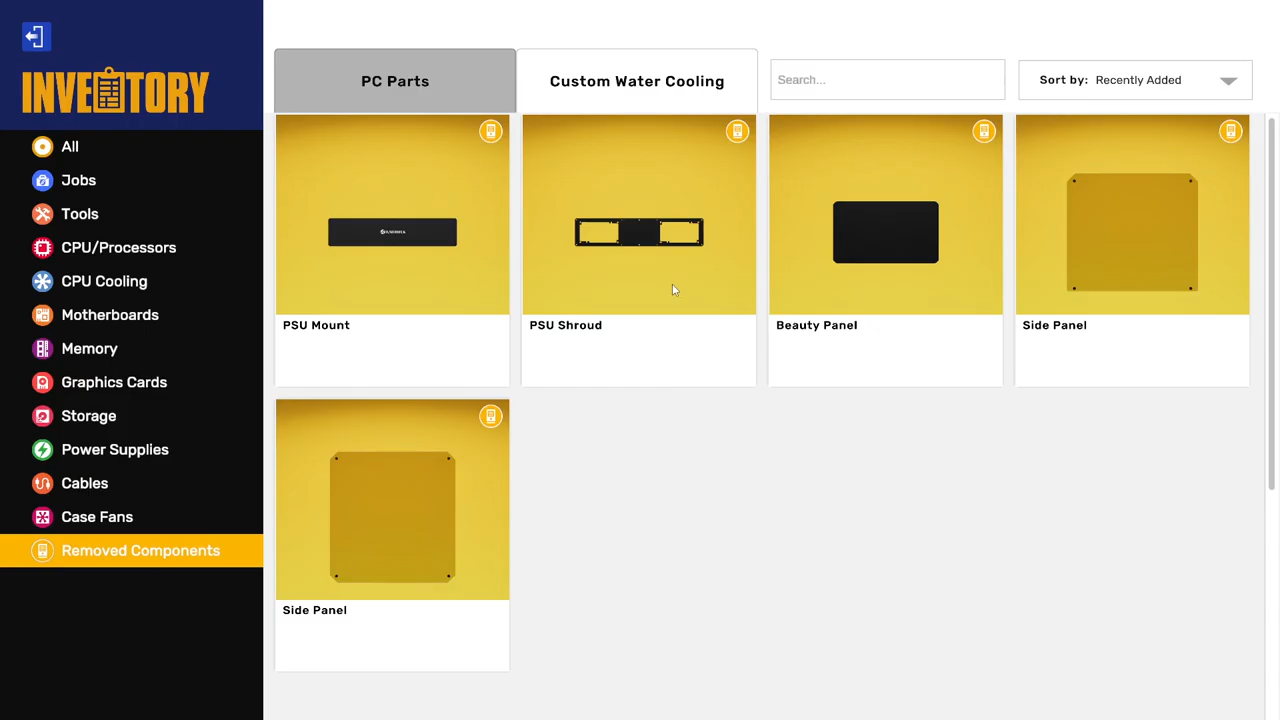 INVENTORY
PC Parts
Custom Water Cooling
Search...
Sort by: Recently Added
All
Jobs
Tools
CPU/Processors
CPU Cooling
Motherboards
Memory
Graphics Cards
Storage
Power Supplies
Cables
Case Fans
Removed Components
PSU Mount
PSU Shroud
Beauty Panel
Side Panel
Side Panel